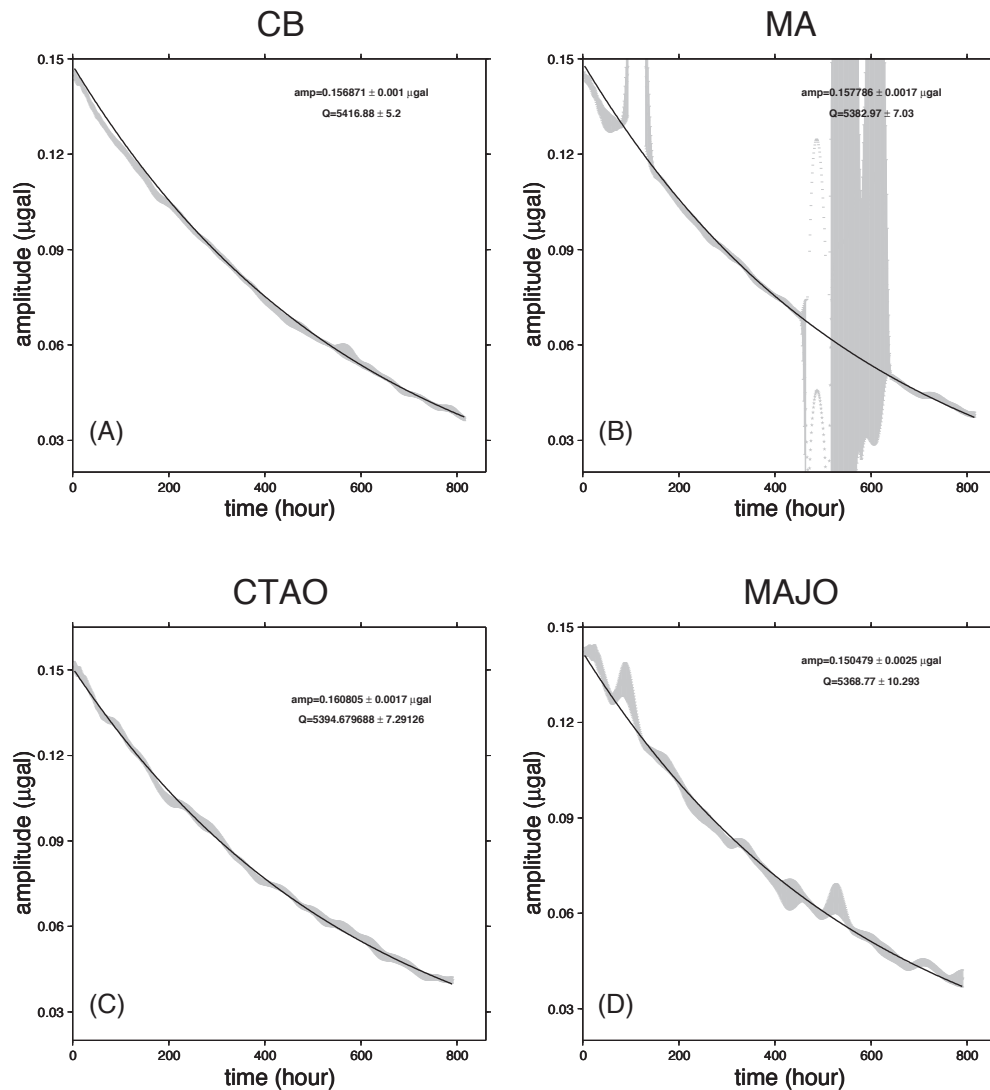 CB
amp=0.156871 ± 0.001 μgal
Q=5416.88 ± 5.2
0.15
0.12
0.09
0.06
0.03
amplitude (μgal)
(A)
0 200 400 600 800
time (hour)
MA
amp=0.157786 ± 0.0017 μgal
Q=5382.97 ± 7.03
0.15
0.12
0.09
0.06
0.03
amplitude (μgal)
(B)
0 200 400 600 800
time (hour)
CTAO
amp=0.160805 ± 0.0017 μgal
Q=5394.679688 ± 7.29126
0.15
0.12
0.09
0.06
0.03
amplitude (μgal)
(C)
0 200 400 600 800
time (hour)
MAJO
amp=0.150479 ± 0.0025 μgal
Q=5368.77 ± 10.293
0.15
0.12
0.09
0.06
0.03
amplitude (μgal)
(D)
0 200 400 600 800
time (hour)